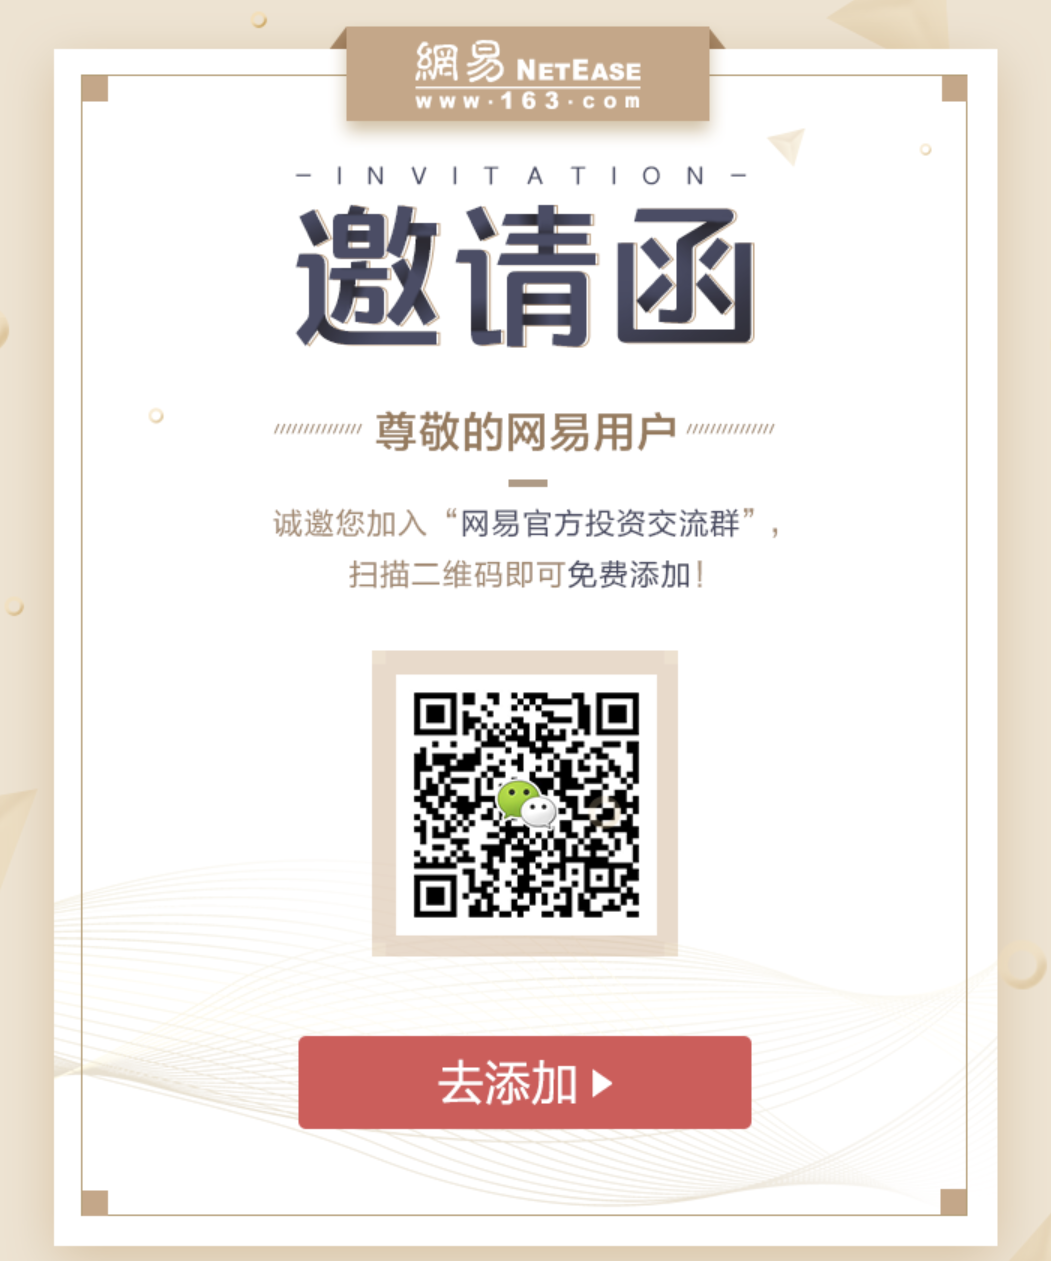 網易 NETEASE
www·163·com
- INVITATION -
邀请函
尊敬的网易用户
诚邀您加入“网易官方投资交流群”，
扫描二维码即可免费添加！
去添加